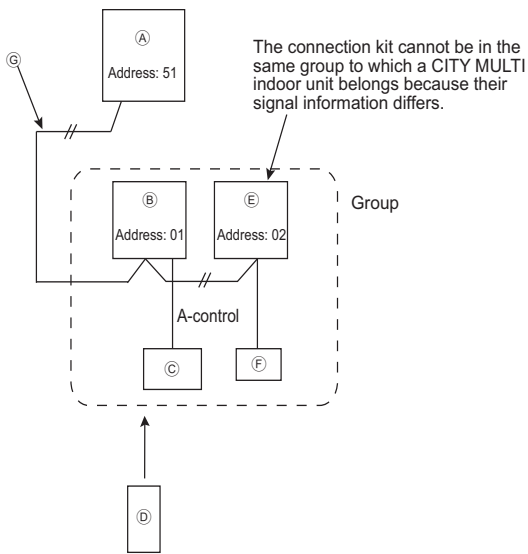 Ⓐ
Address: 51
Ⓖ
The connection kit cannot be in the
same group to which a CITY MULTI
indoor unit belongs because their
signal information differs.
Ⓑ
Address: 01
Ⓔ
Address: 02
Group
A-control
Ⓒ
Ⓕ
Ⓓ